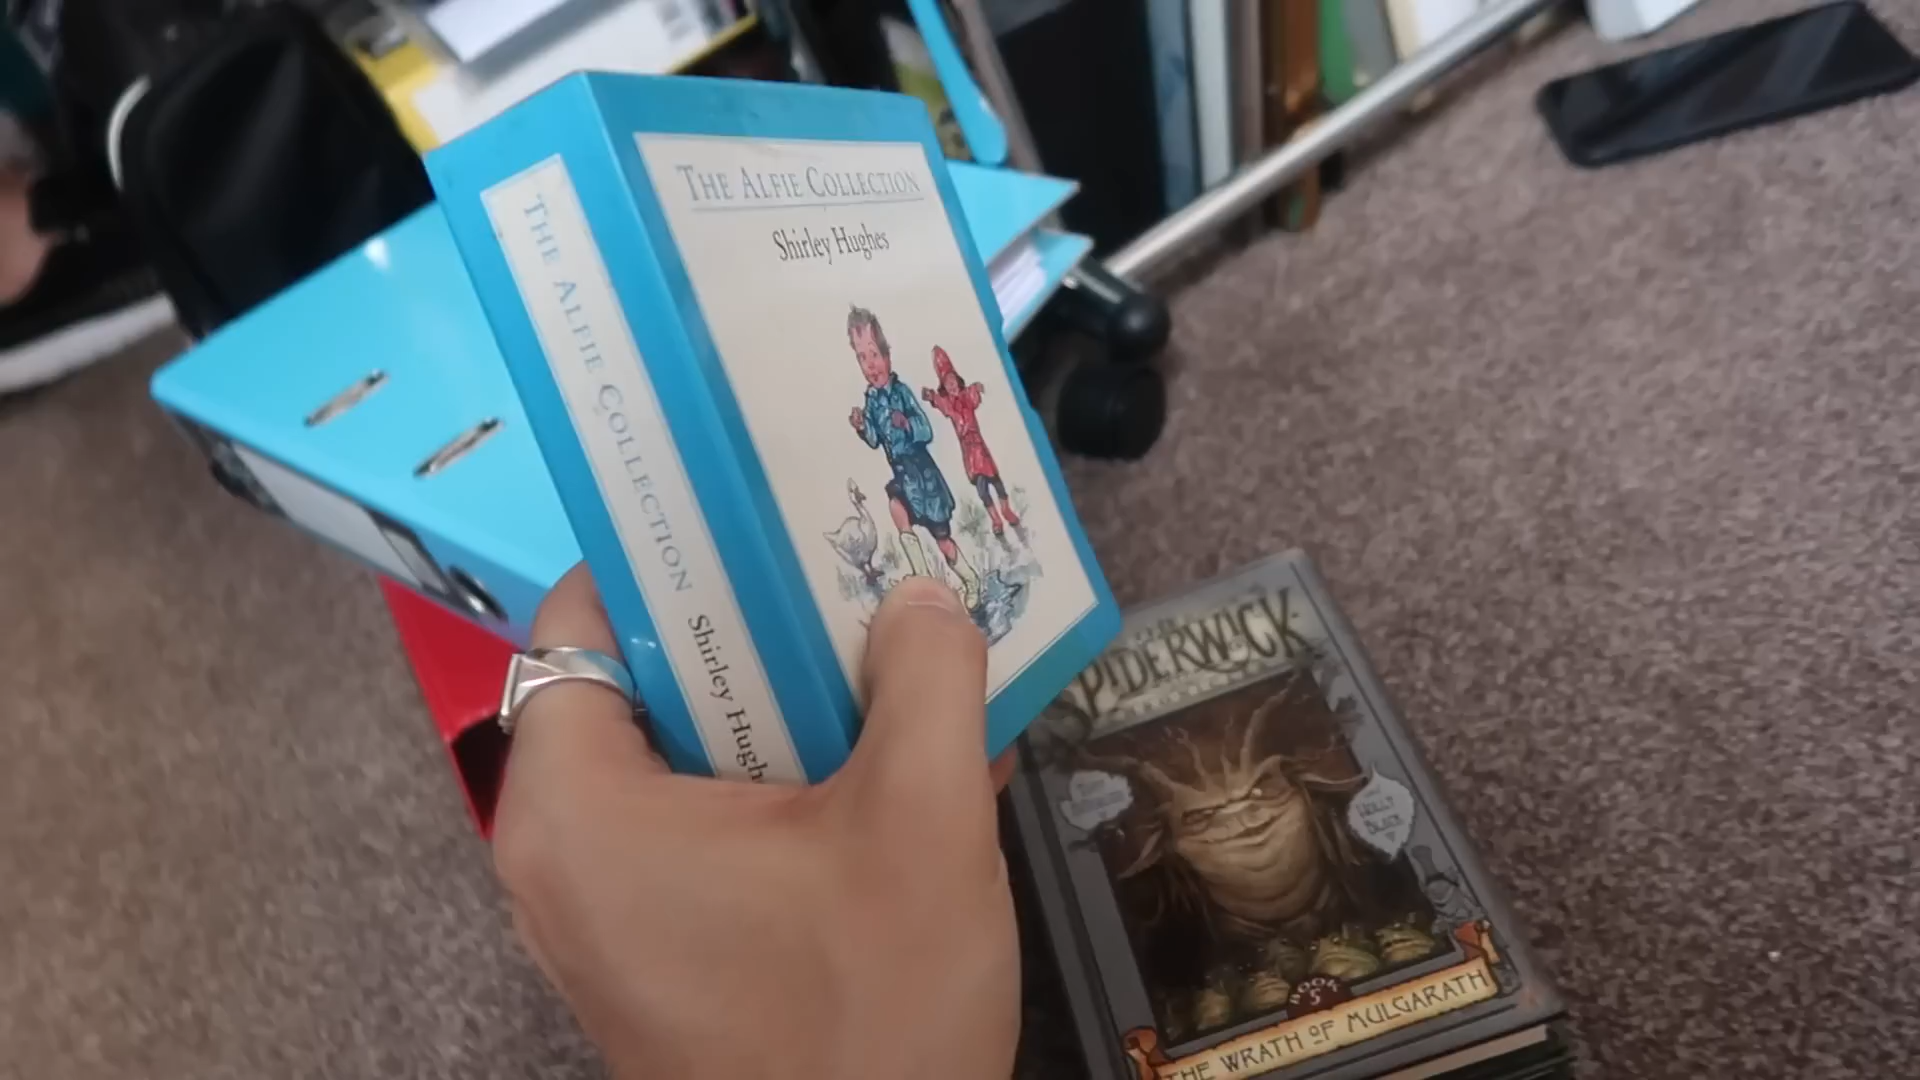 THE ALFIE COLLECTION
Shirley Hughes
THE ALFIE COLLECTION Shirley Hugh
SPIDERWICK
HOLLY
BLACK
BOOK
5
THE WRATH OF MULGARATH